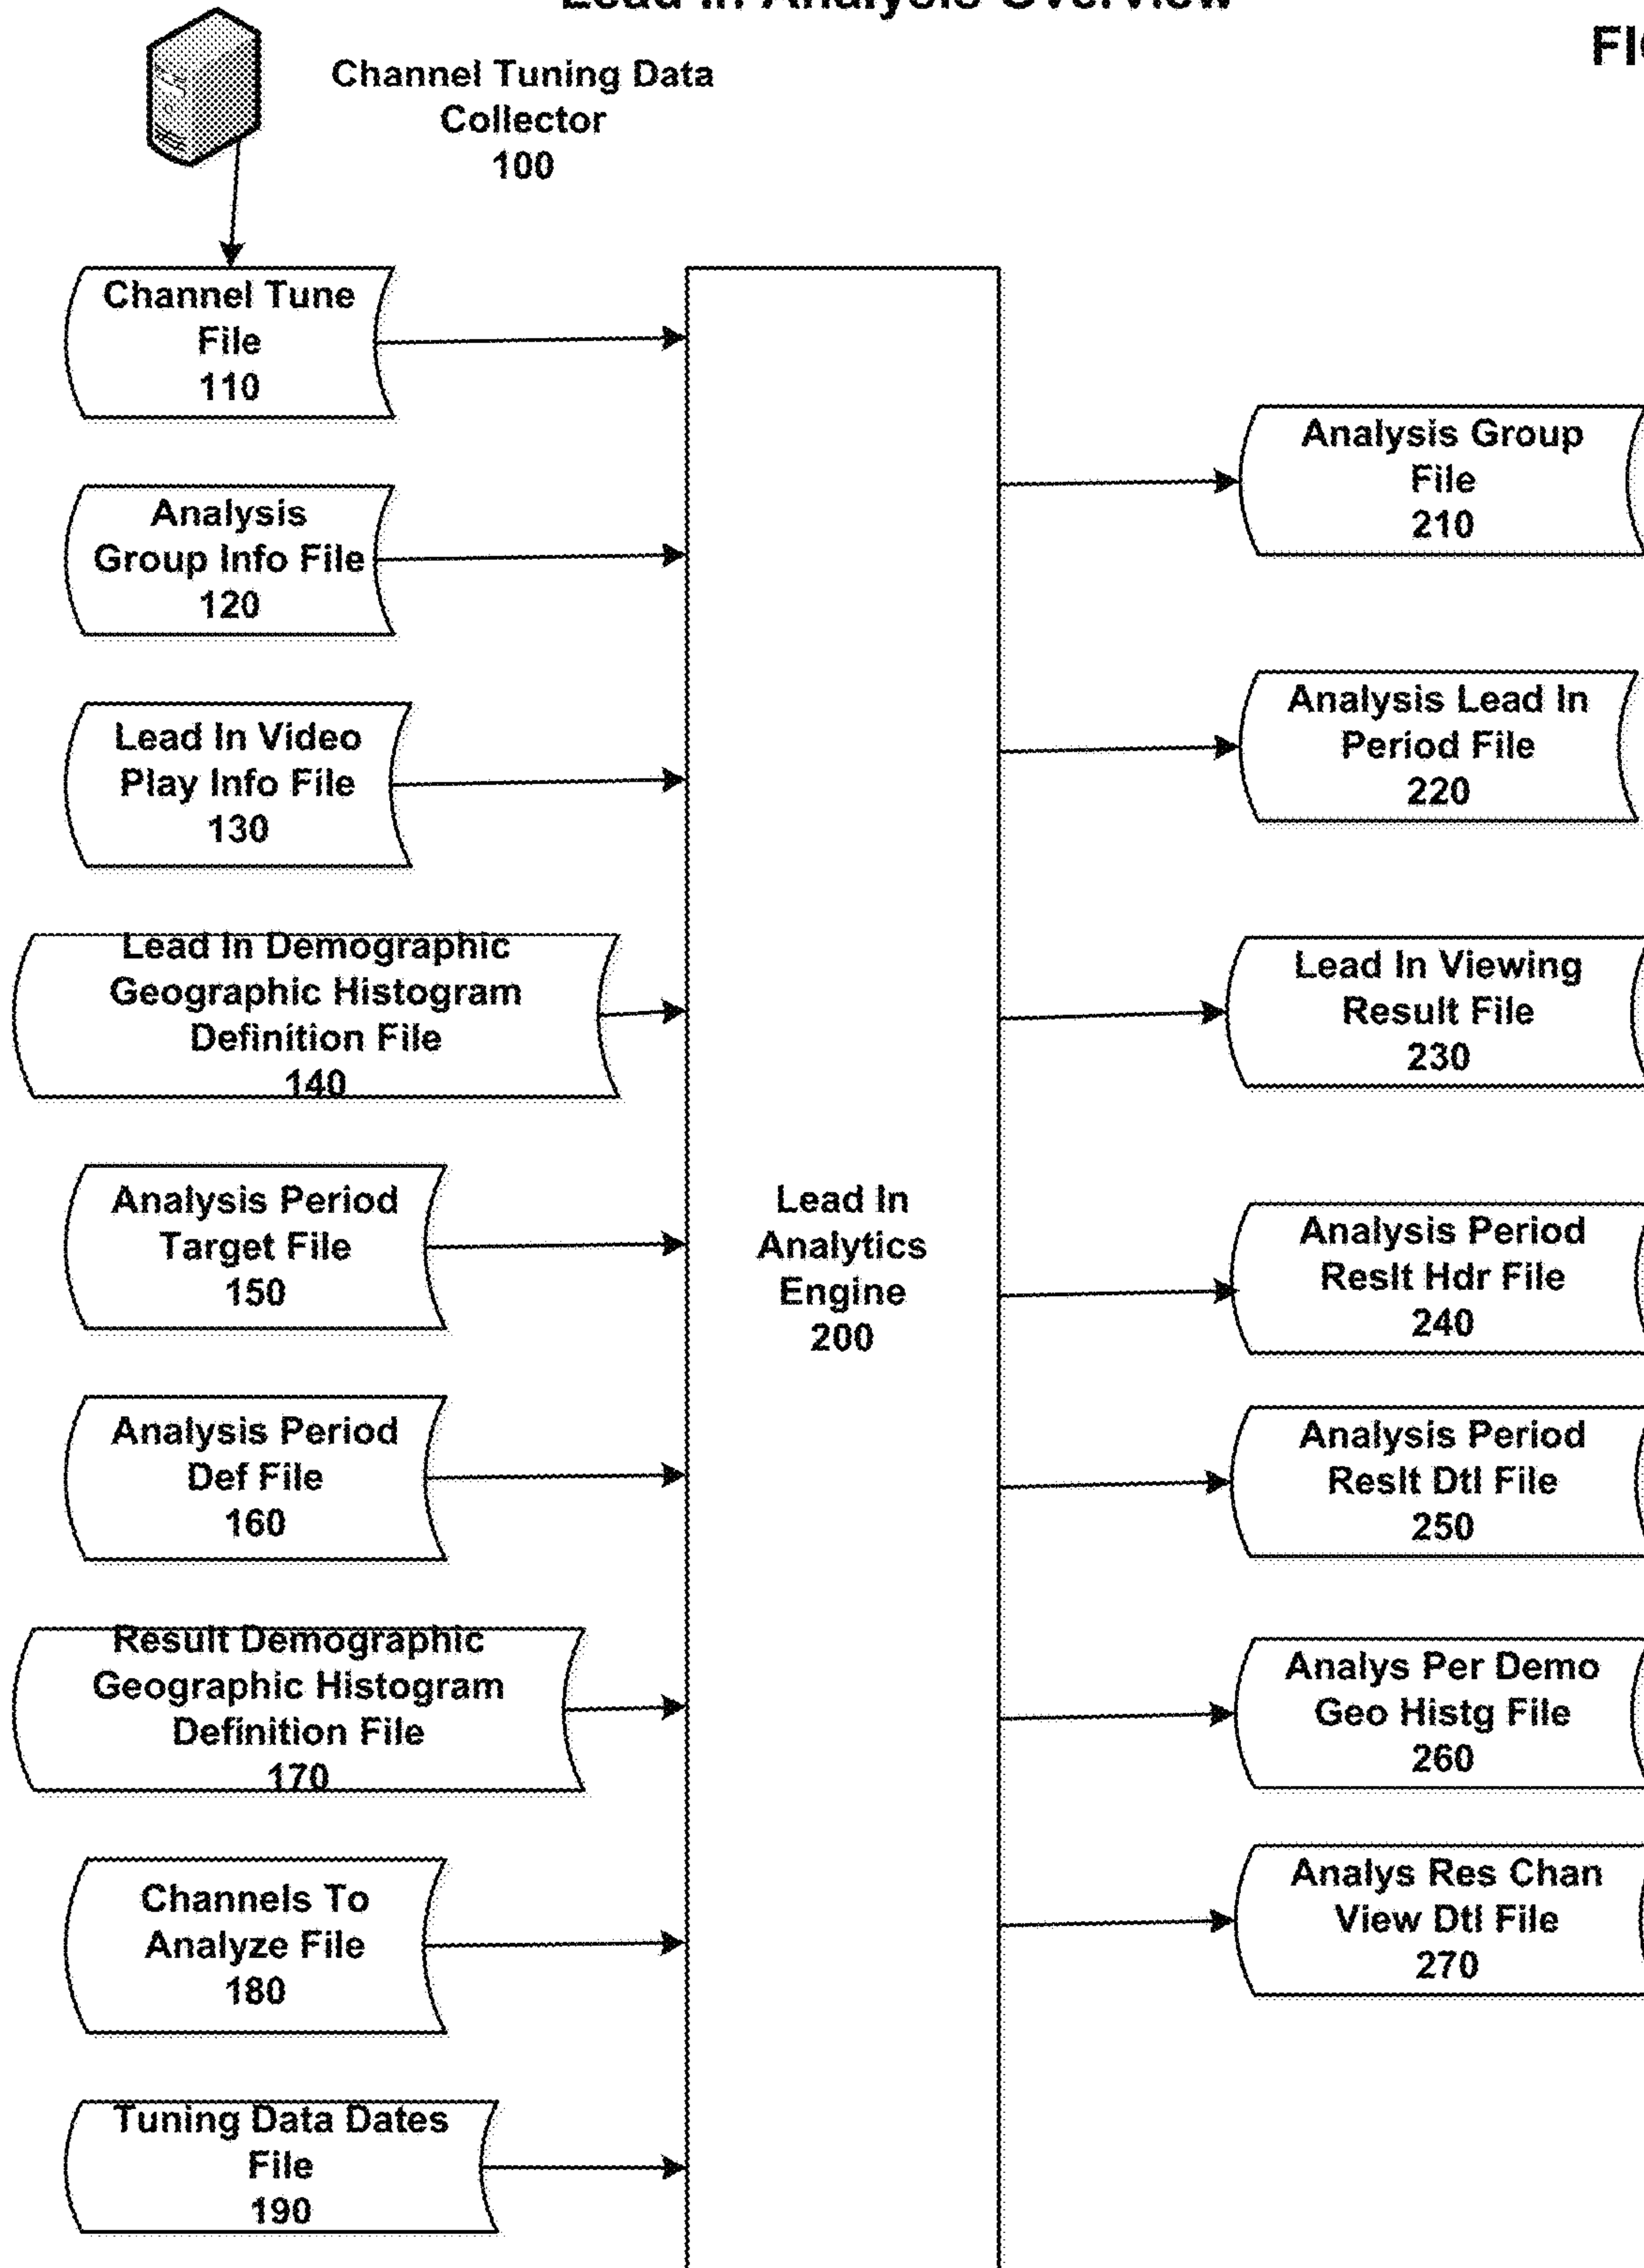 Lead In Analysis Overview
Channel Tuning Data
Collector
100
Channel Tune
File
110
Analysis
Group Info File
120
Lead In Video
Play Info File
130
Lead In Demographic
Geographic Histogram
Definition File
140
Analysis Period
Target File
150
Analysis Period
Def File
160
Result Demographic
Geographic Histogram
Definition File
170
Channels To
Analyze File
180
Tuning Data Dates
File
190
Lead In
Analytics
Engine
200
Analysis Group
File
210
Analysis Lead In
Period File
220
Lead In Viewing
Result File
230
Analysis Period
Reslt Hdr File
240
Analysis Period
Reslt Dtl File
250
Analys Per Demo
Geo Histg File
260
Analys Res Chan
View Dtl File
270